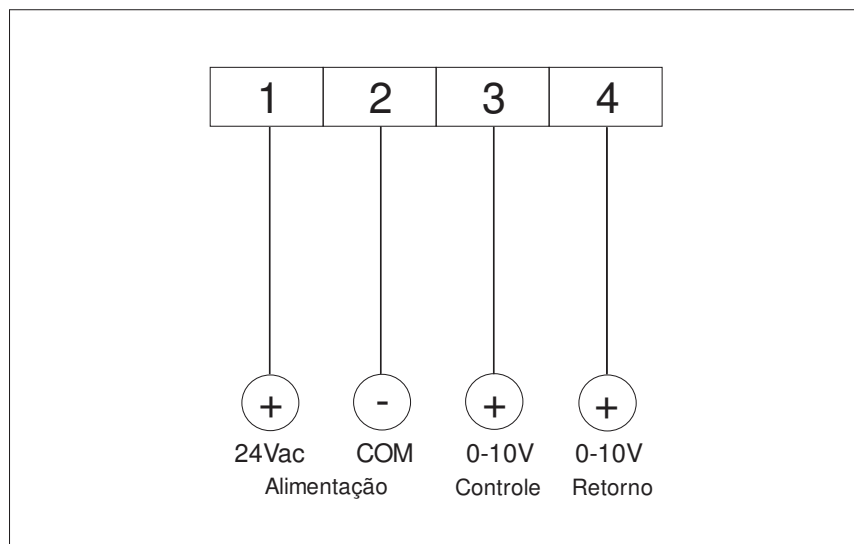 1 2 3 4
+ - + +
24Vac COM 0-10V 0-10V
Alimentação Controle Retorno